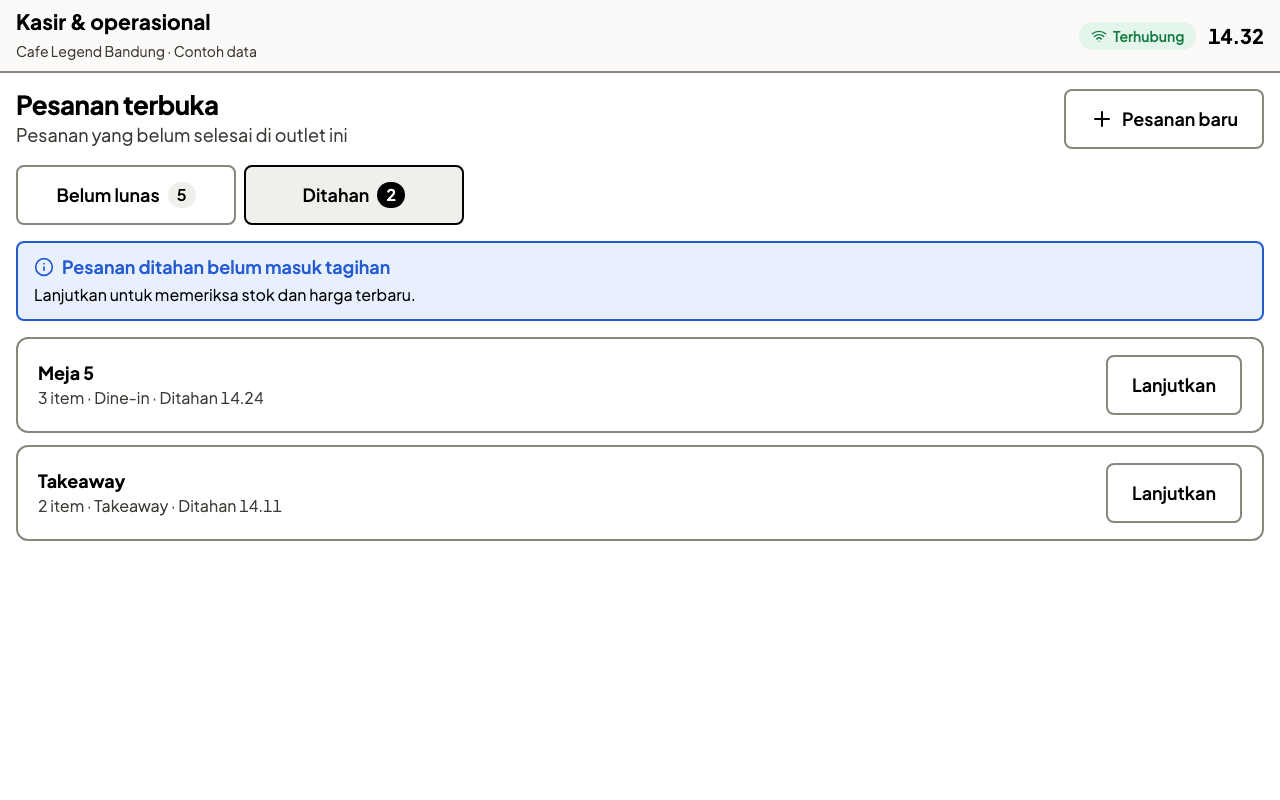 Kasir & operasional
Cafe Legend Bandung · Contoh data
Terhubung 14.32
Pesanan terbuka
Pesanan yang belum selesai di outlet ini
Pesanan baru
Belum lunas 5
Ditahan 2
Pesanan ditahan belum masuk tagihan
Lanjutkan untuk memeriksa stok dan harga terbaru.
Meja 5
3 item · Dine-in · Ditahan 14.24
Lanjutkan
Takeaway
2 item · Takeaway · Ditahan 14.11
Lanjutkan